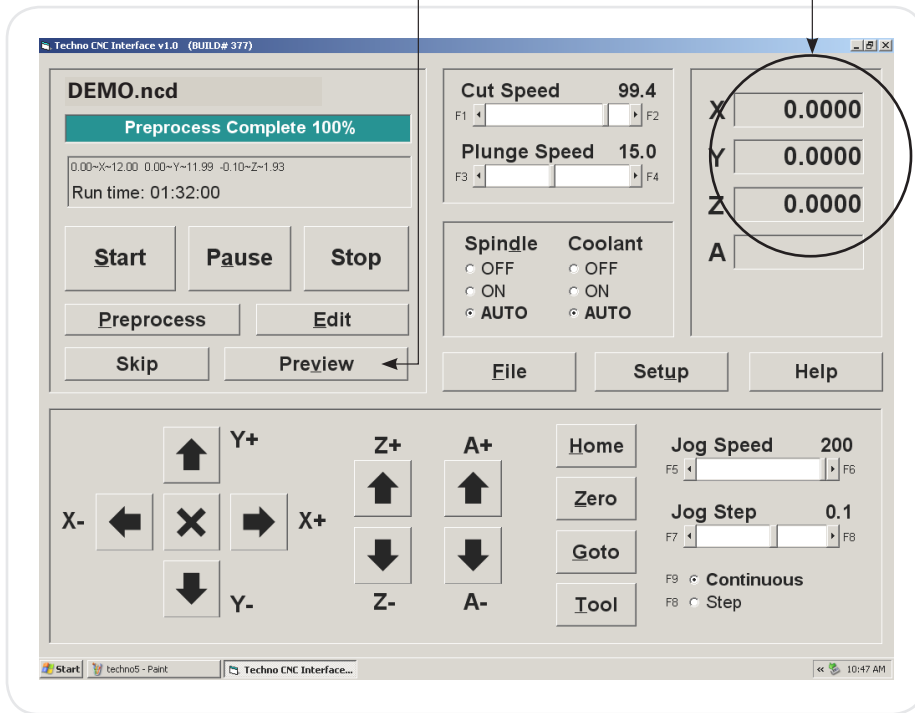 Techno CNC Interface v1.0 (BUILD# 377)
DEMO.ncd
Preprocess Complete 100%
0.00~X~12.00 0.00~Y~11.99 -0.10~Z~1.93
Run time: 01:32:00
Start Pause Stop
Preprocess Edit
Skip Preview
Cut Speed 99.4
F1 F2
Plunge Speed 15.0
F3 F4
Spindle Coolant
OFF OFF
ON ON
AUTO AUTO
X 0.0000
Y 0.0000
Z 0.0000
A
File Setup Help
Y+
X- X+
Y-
Z+ A+
Z- A-
Home
Zero
Goto
Tool
Jog Speed 200
F5 F6
Jog Step 0.1
F7 F8
F9 Continuous
F8 Step
Start techno5 - Paint Techno CNC Interface... 10:47 AM